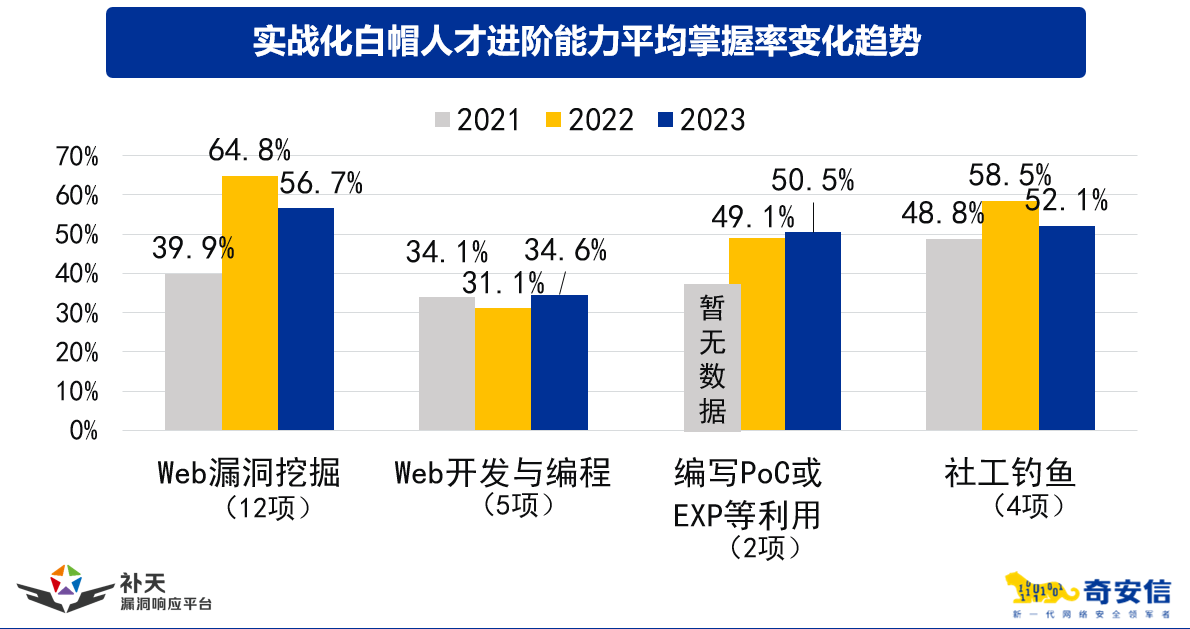 实战化白帽人才进阶能力平均掌握率变化趋势
2021 2022 2023
70%
60%
50%
40%
30%
20%
10%
0%
39.9% 64.8% 56.7%
34.1% 31.1% 34.6%
暂无数据 49.1% 50.5%
48.8% 58.5% 52.1%
Web漏洞挖掘
（12项）
Web开发与编程
（5项）
编写PoC或
EXP等利用
（2项）
社工钓鱼
（4项）
补天
漏洞响应平台
奇安信
新一代网络安全领军者